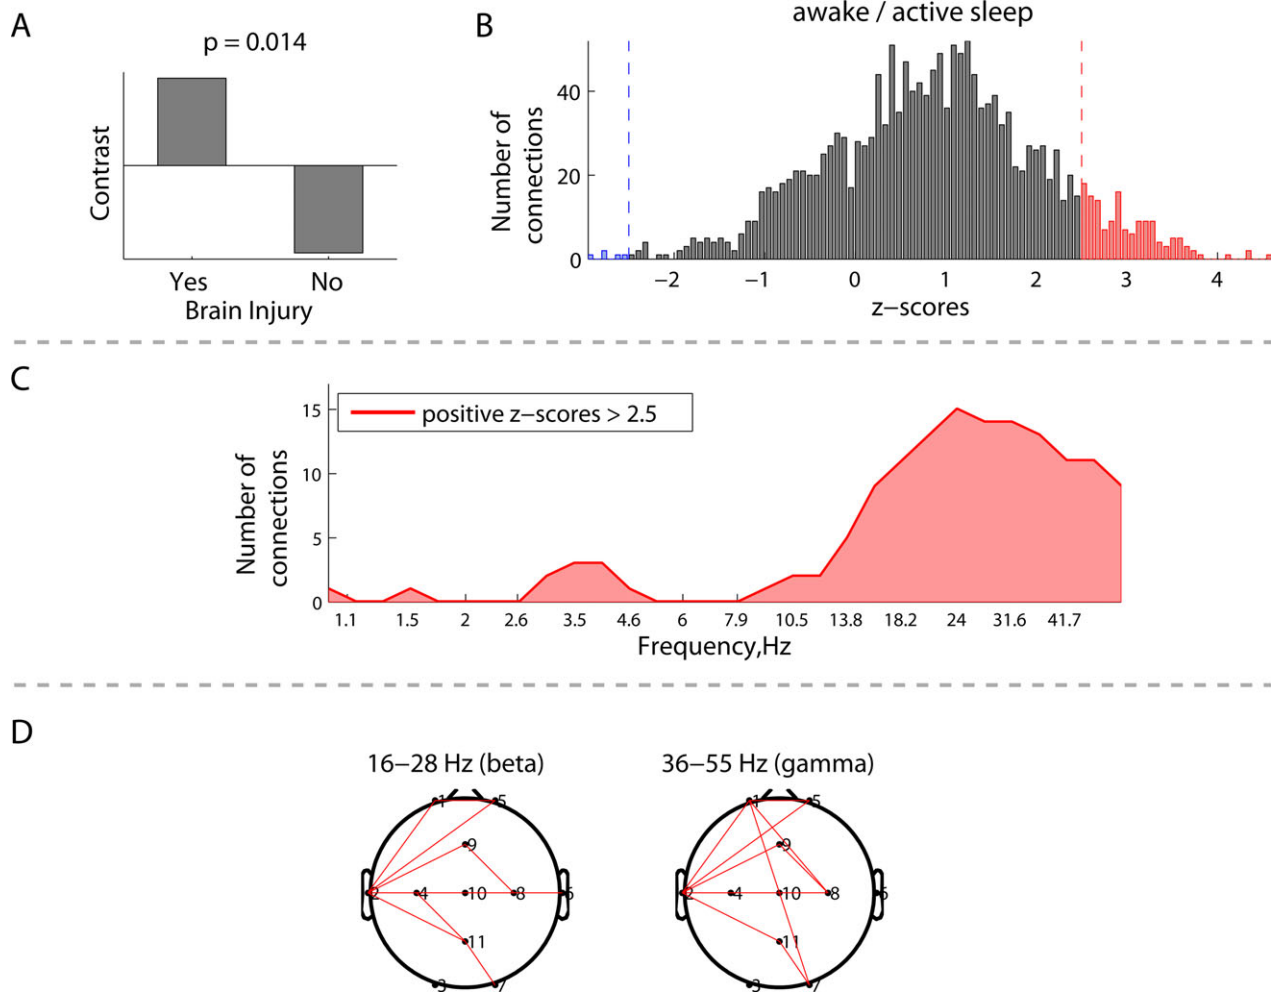 A
p = 0.014
Contrast
Yes No
Brain Injury
B
awake / active sleep
Number of
connections
40
20
0
−2 −1 0 1 2 3 4
z−scores
C
positive z−scores > 2.5
Number of
connections
15
10
5
0
1.1 1.5 2 2.6 3.5 4.6 6 7.9 10.5 13.8 18.2 24 31.6 41.7
Frequency,Hz
D
16−28 Hz (beta)
1 5
9
2 4 10 8 6
11
3 7
36−55 Hz (gamma)
1 5
9
2 4 10 8 6
11
3 7